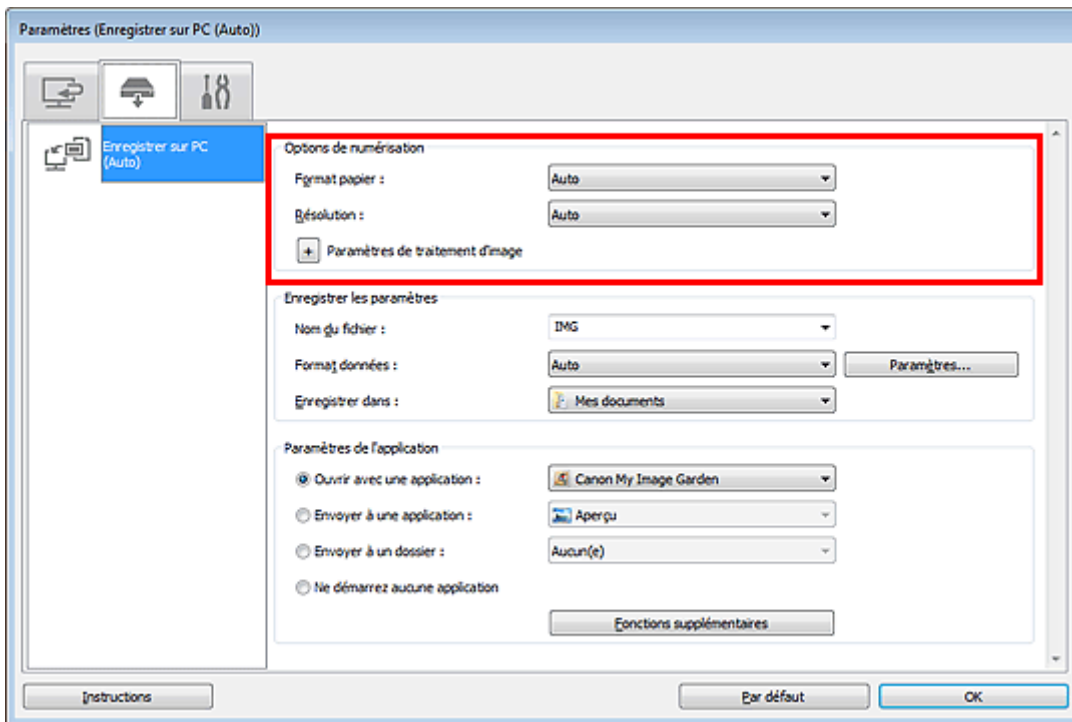 Paramètres (Enregistrer sur PC (Auto))
Enregistrer sur PC
(Auto)
Options de numérisation
Format papier : Auto
Résolution : Auto
+ Paramètres de traitement d'image
Enregistrer les paramètres
Nom du fichier : IMG
Format données : Auto Paramètres...
Enregistrer dans : Mes documents
Paramètres de l'application
Ouvrir avec une application : Canon My Image Garden
Envoyer à une application : Aperçu
Envoyer à un dossier : Aucun(e)
Ne démarrez aucune application
Fonctions supplémentaires
Instructions Par défaut OK